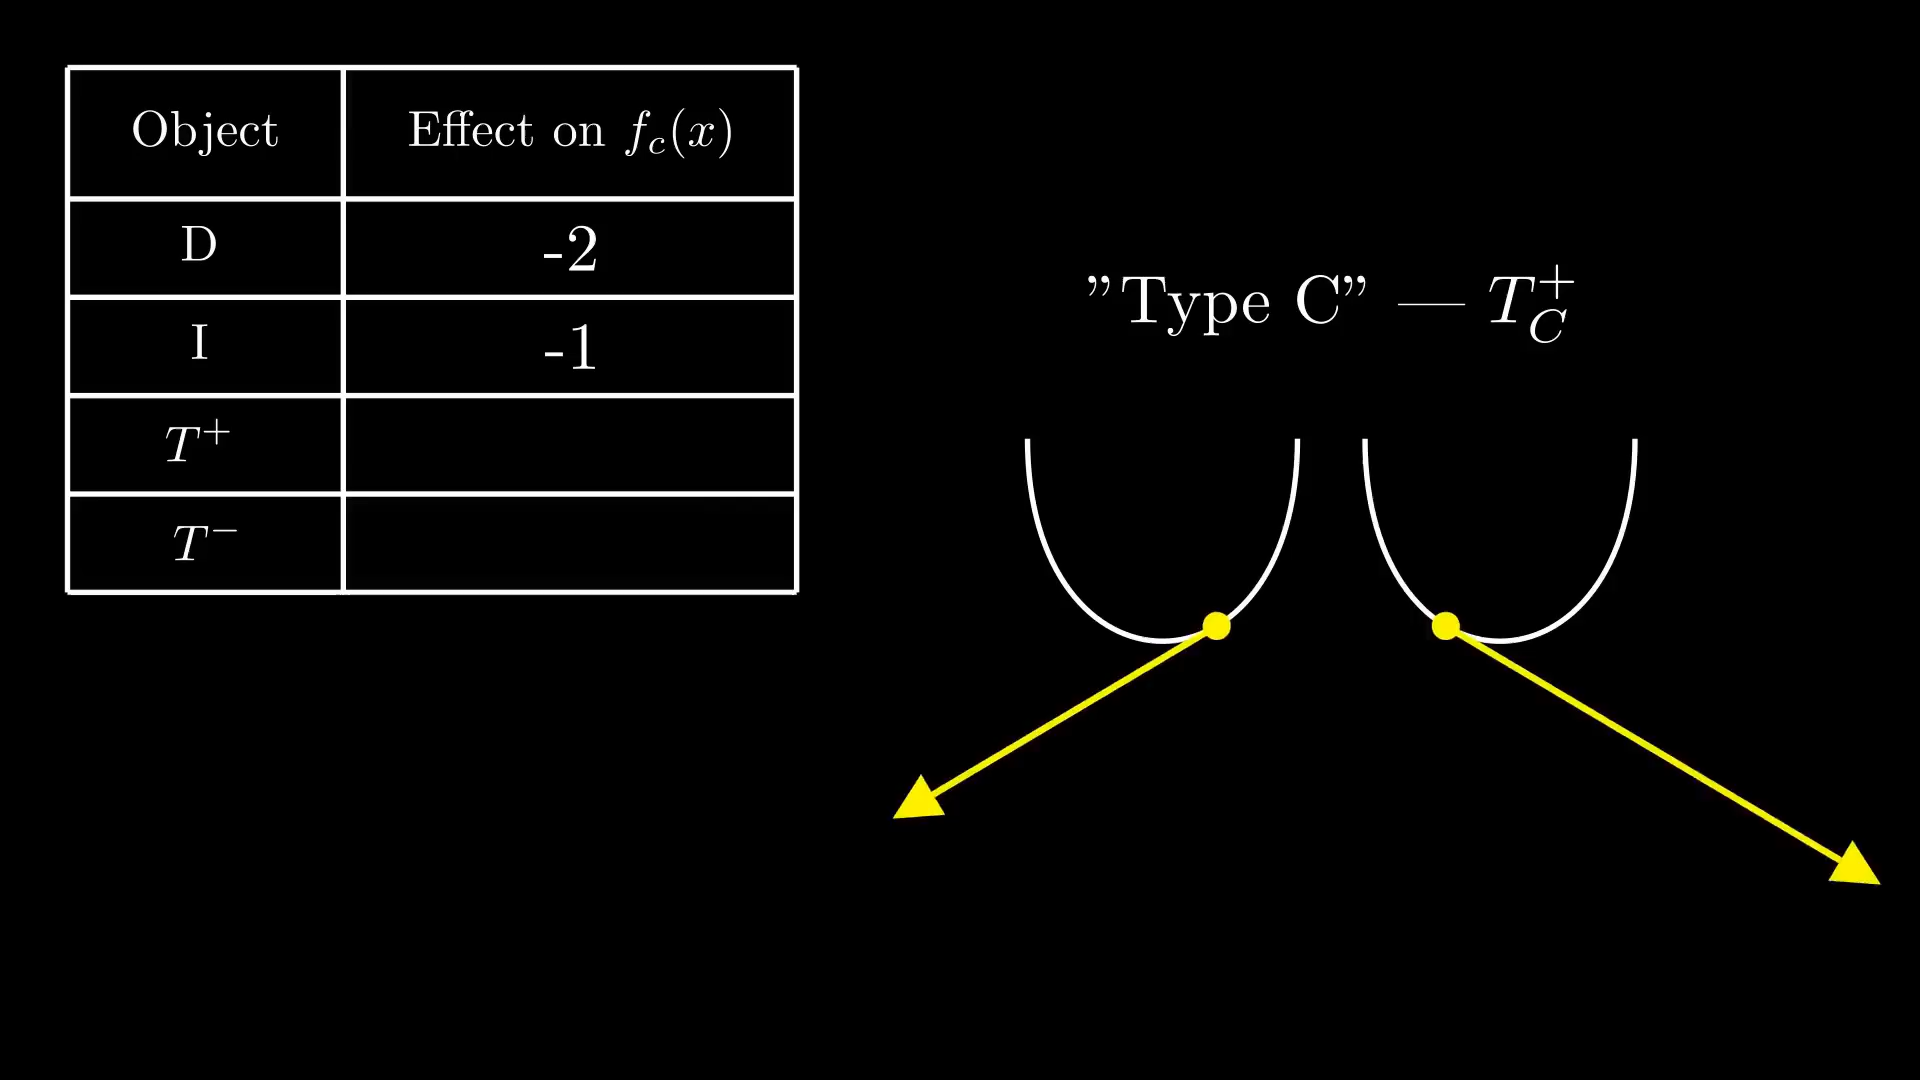 Object Effect on $f_c(x)$
D -2
I -1
$T^+$
$T^-$
"Type C" — $T_C^+$